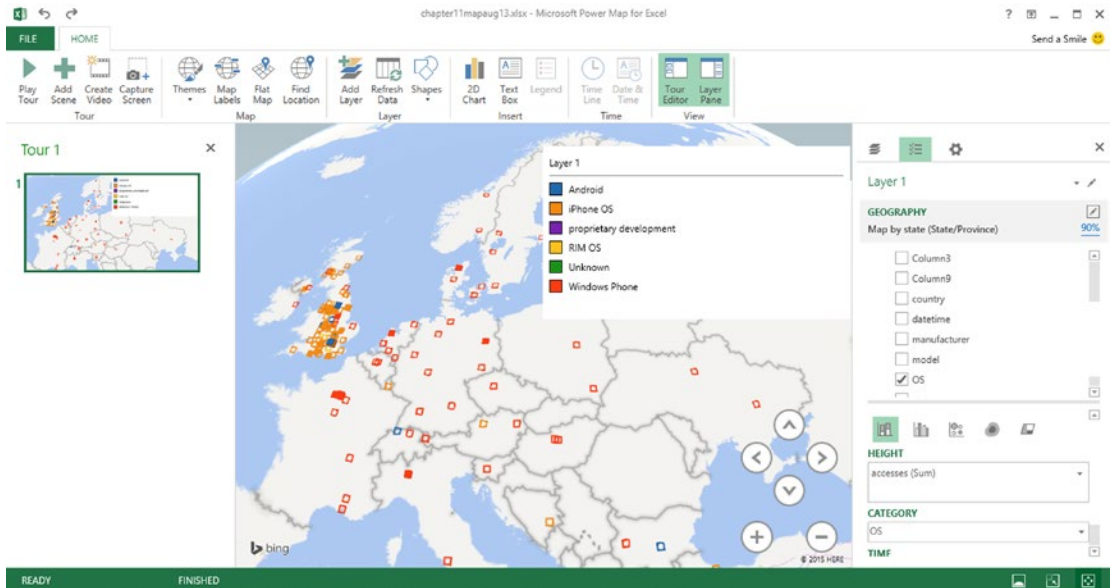 chapter11mapaug13.xlsx - Microsoft Power Map for Excel
?
FILE
HOME
Send a Smile
Play Tour
Add Scene
Create Video
Capture Screen
Themes
Map Labels
Flat Map
Find Location
Add Layer
Refresh Data
Shapes
2D Chart
Text Box
Legend
Time Line
Date & Time
Tour Editor
Layer Pane
Tour
Map
Layer
Insert
Time
View
Tour 1
1
Layer 1
Android
iPhone OS
proprietary development
RIM OS
Unknown
Windows Phone
bing
© 2015 HERE
Layer 1
GEOGRAPHY
Map by state (State/Province)
90%
Column3
Column9
country
datetime
manufacturer
model
OS
HEIGHT
accesses (Sum)
CATEGORY
OS
TIME
READY
FINISHED